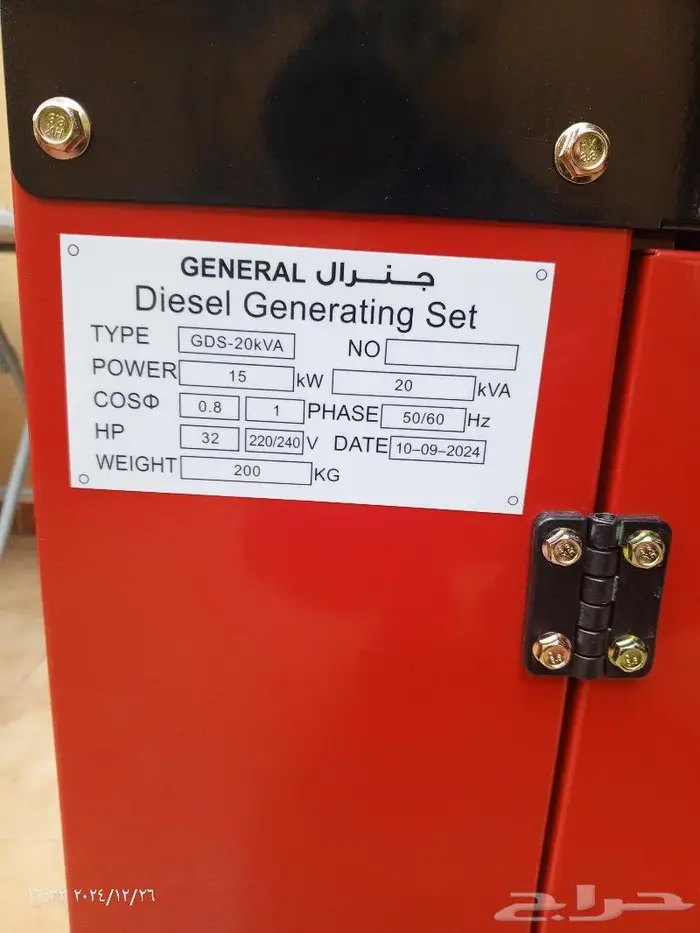 GENERAL جنرال
Diesel Generating Set
TYPE GDS-20kVA NO
POWER 15 kW 20 kVA
COSΦ 0.8 1 PHASE 50/60 Hz
HP 32 220/240 V DATE 10-09-2024
WEIGHT 200 KG
٢٠٢٤/١٢/٢٦
حراج